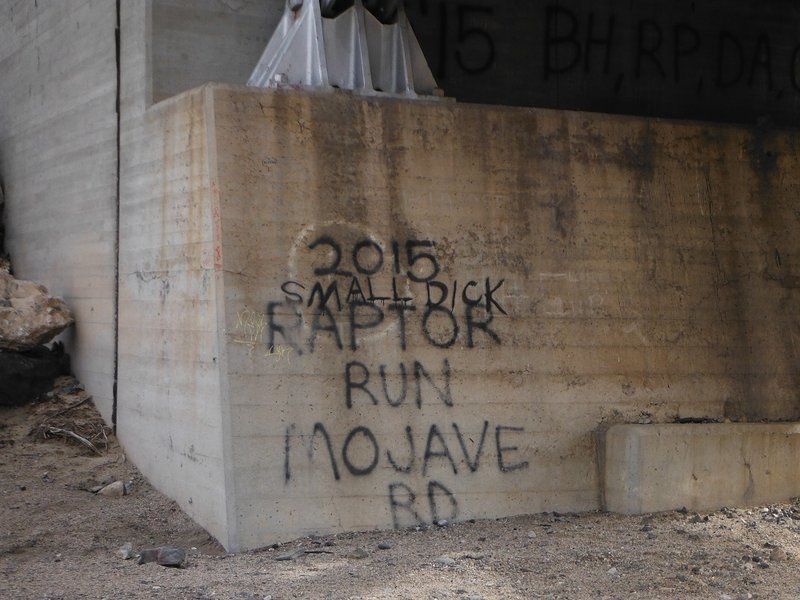 '15 BH, RP, DA,
2015
SMALL DICK
RAPTOR
RUN
MOJAVE
RD